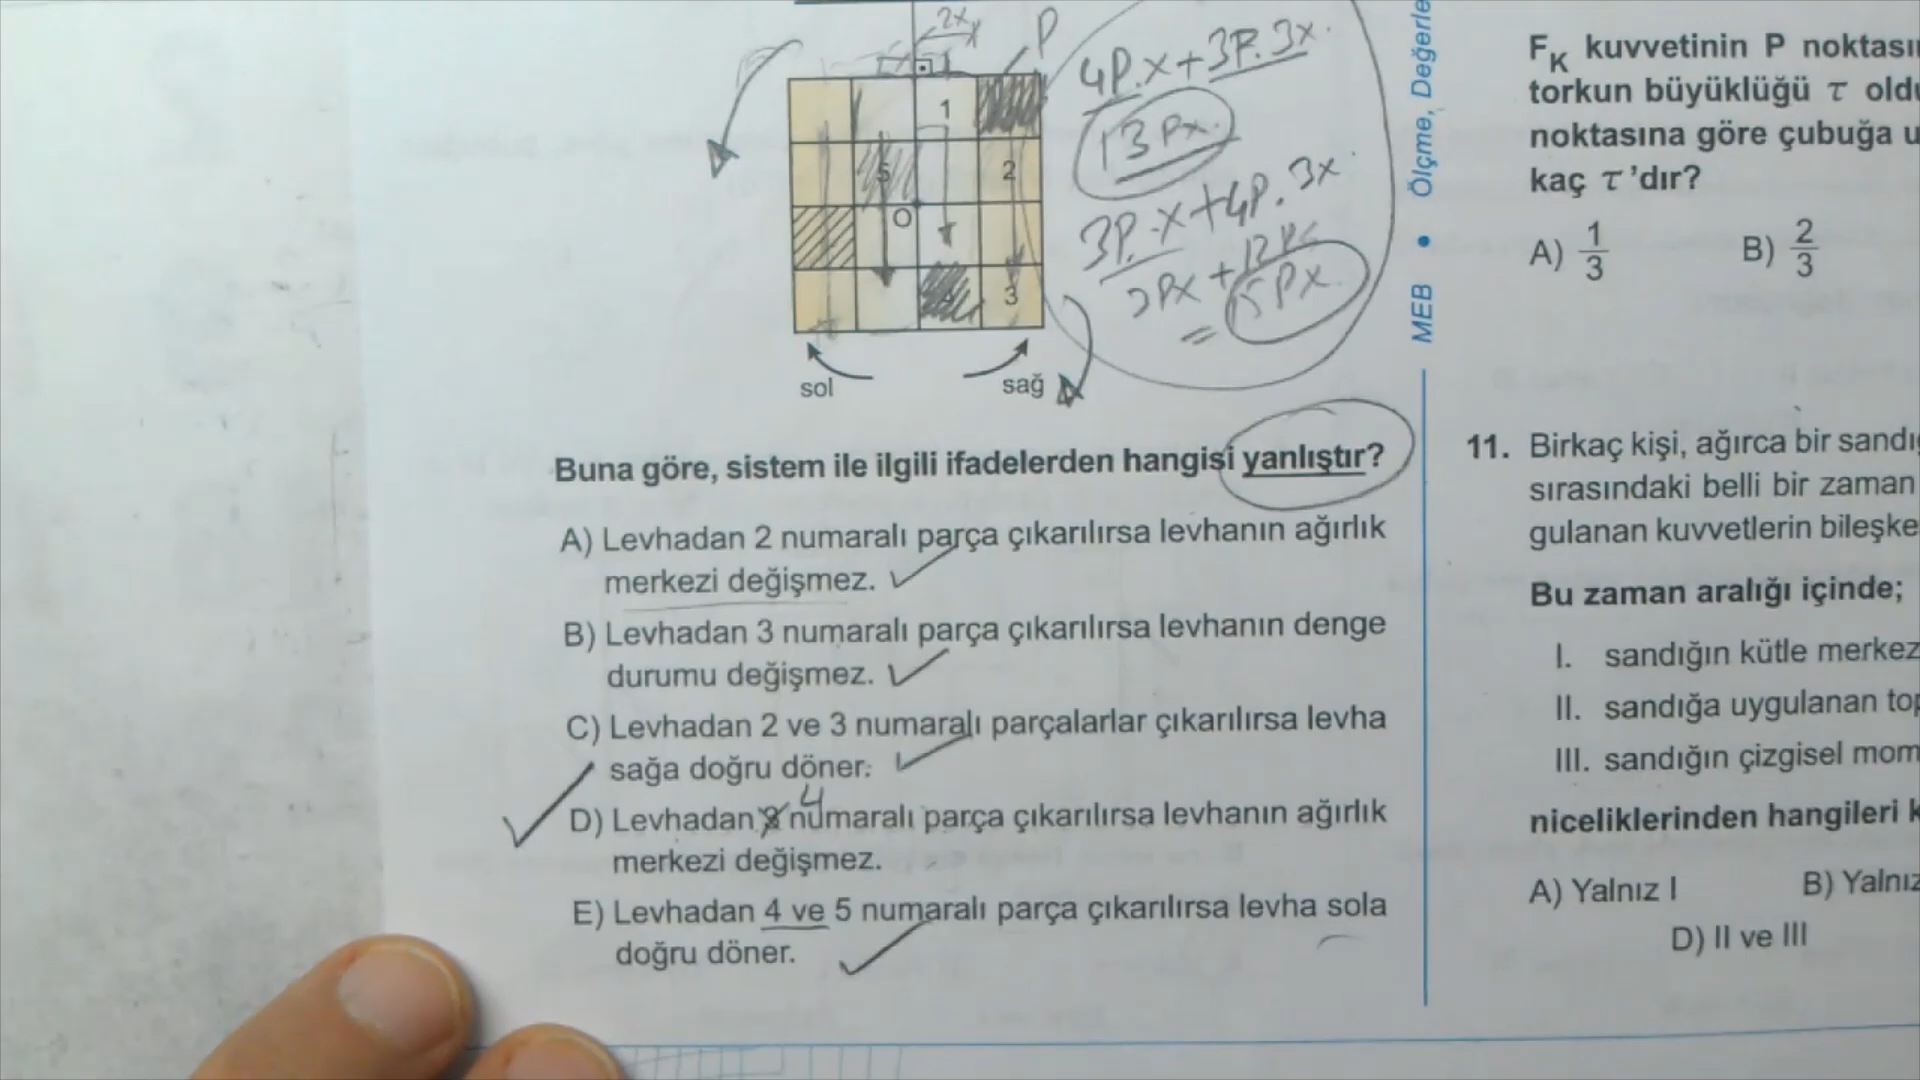 2x
P
1
5
2
O
3
sol
sağ
4P.x+3P.3x
13Px
3P.x+4P.3x
3Px+12Px
= 15Px
Buna göre, sistem ile ilgili ifadelerden hangisi yanlıştır?
A) Levhadan 2 numaralı parça çıkarılırsa levhanın ağırlık
merkezi değişmez.
B) Levhadan 3 numaralı parça çıkarılırsa levhanın denge
durumu değişmez.
C) Levhadan 2 ve 3 numaralı parçalarlar çıkarılırsa levha
sağa doğru döner.
4
D) Levhadan numaralı parça çıkarılırsa levhanın ağırlık
merkezi değişmez.
E) Levhadan 4 ve 5 numaralı parça çıkarılırsa levha sola
doğru döner.
MEB • Ölçme, Değerle
F_K kuvvetinin P noktası
torkun büyüklüğü τ oldu
noktasına göre çubuğa u
kaç τ'dır?
A) 1/3 B) 2/3
11. Birkaç kişi, ağırca bir sandı
sırasındaki belli bir zaman
gulanan kuvvetlerin bileşke
Bu zaman aralığı içinde;
I. sandığın kütle merkez
II. sandığa uygulanan top
III. sandığın çizgisel mom
niceliklerinden hangileri k
A) Yalnız I B) Yalnız
D) II ve III